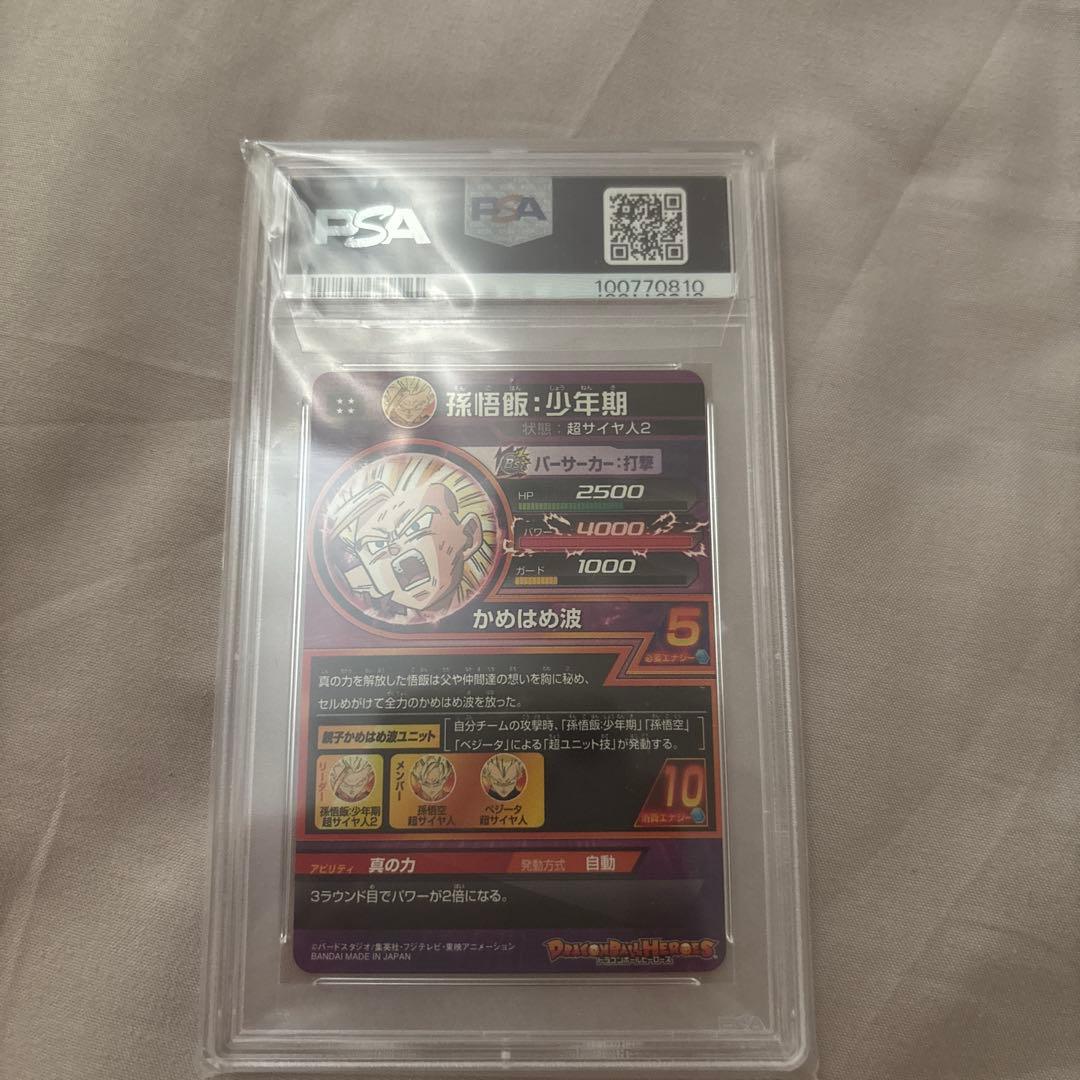 PSA
PSA
100770810
孫悟飯:少年期
状態:超サイヤ人2
バーサーカー:打撃
HP 2500
パワー 4000
ガード 1000
かめはめ波
5
必要エナジー
真の力を解放した悟飯は父や仲間達の想いを胸に秘め、
セルめがけて全力のかめはめ波を放った。
親子かめはめ波ユニット
自分チームの攻撃時、「孫悟飯:少年期」「孫悟空」
「ベジータ」による「超ユニット技」が発動する。
リーダー
孫悟飯:少年期
超サイヤ人2
メンバー
孫悟空
超サイヤ人
ベジータ
超サイヤ人
10
消費エナジー
アビリティ 真の力 発動方式 自動
3ラウンド目でパワーが2倍になる。
©バードスタジオ/集英社・フジテレビ・東映アニメーション
BANDAI MADE IN JAPAN
DRAGONBALL HEROES
ドラゴンボールヒーローズ